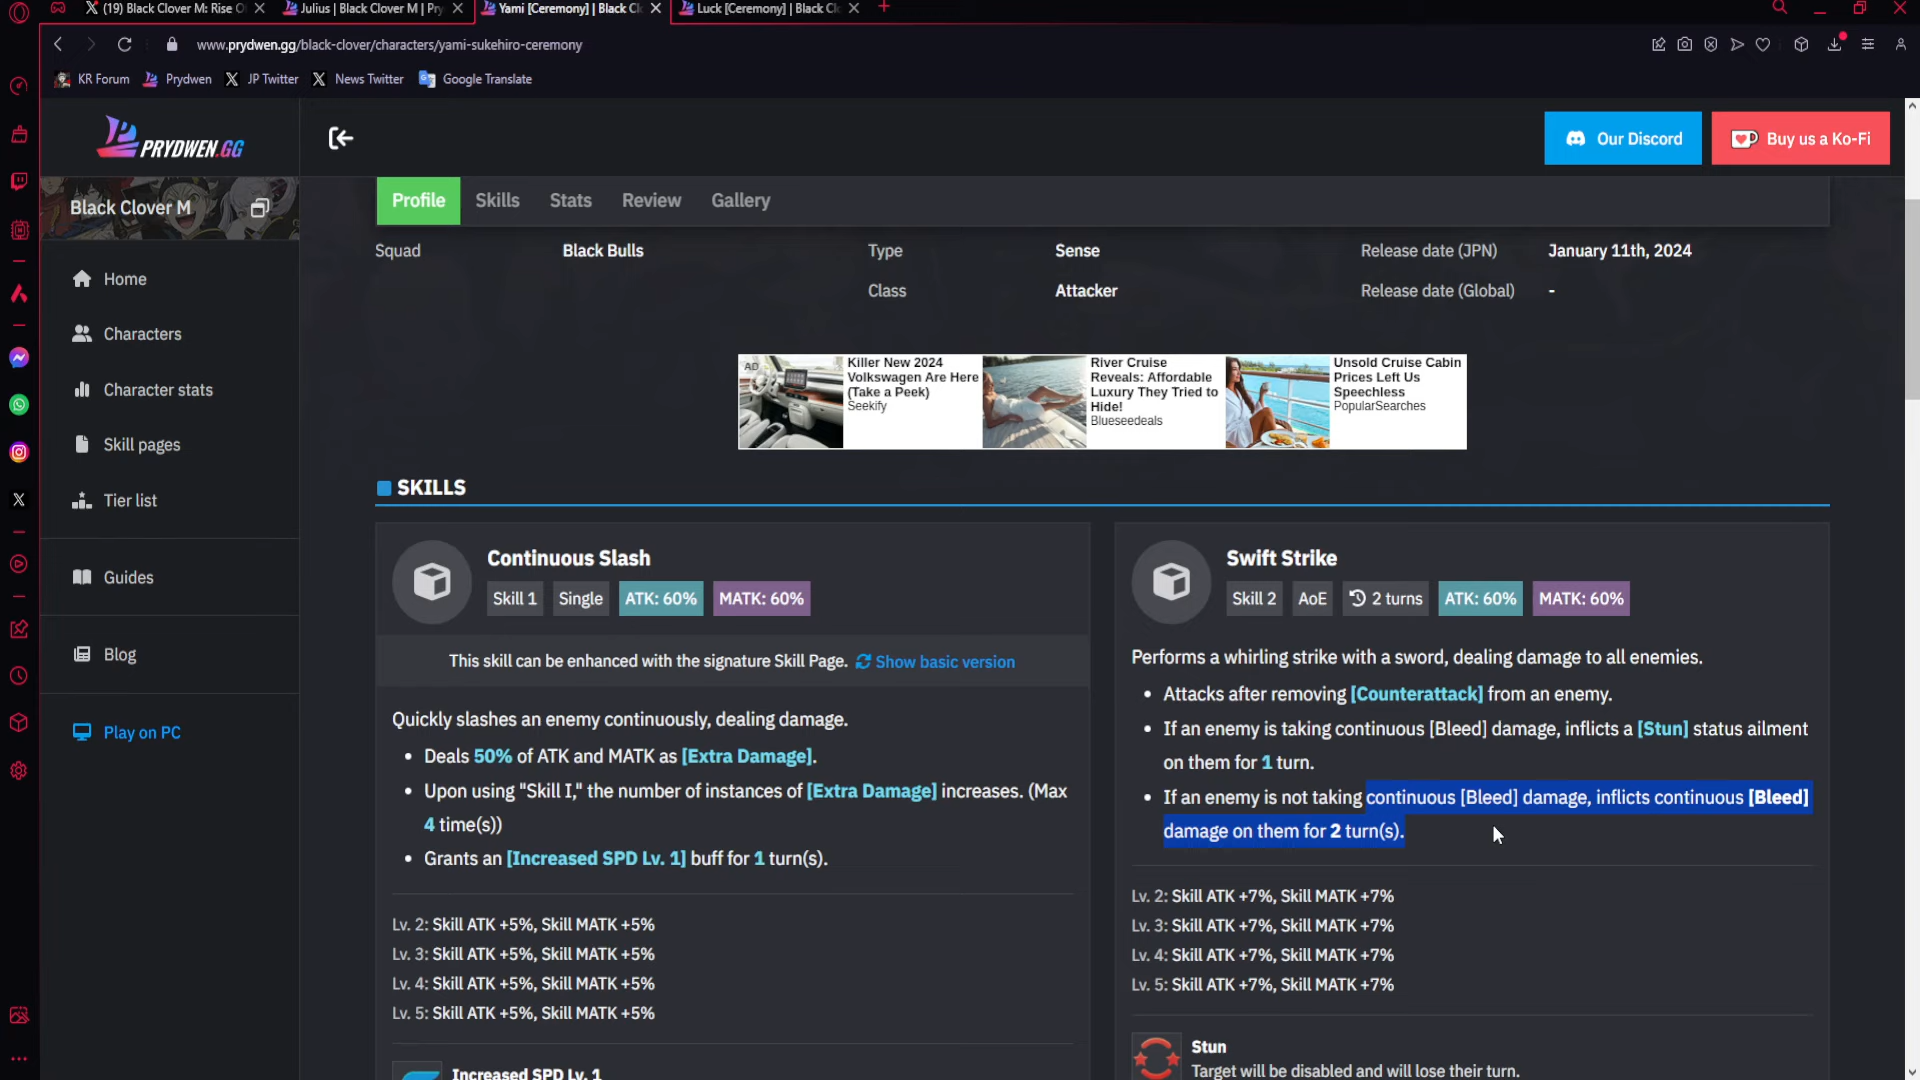 (19) Black Clover M: Rise O
Julius | Black Clover M | Pry
Yami [Ceremony] | Black Cl
Luck [Ceremony] | Black Cl
www.prydwen.gg/black-clover/characters/yami-sukehiro-ceremony
KR Forum
Prydwen
JP Twitter
News Twitter
Google Translate
PRYDWEN.GG
Our Discord
Buy us a Ko-Fi
Black Clover M
Home
Characters
Character stats
Skill pages
Tier list
Guides
Blog
Play on PC
Profile
Skills
Stats
Review
Gallery
Squad
Black Bulls
Type
Sense
Release date (JPN)
January 11th, 2024
Class
Attacker
Release date (Global)
-
AD
Killer New 2024
Volkswagen Are Here
(Take a Peek)
Seekify
River Cruise
Reveals: Affordable
Luxury They Tried to
Hide!
Blueseedeals
Unsold Cruise Cabin
Prices Left Us
Speechless
PopularSearches
SKILLS
Continuous Slash
Skill 1
Single
ATK: 60%
MATK: 60%
This skill can be enhanced with the signature Skill Page. Show basic version
Quickly slashes an enemy continuously, dealing damage.
• Deals 50% of ATK and MATK as [Extra Damage].
• Upon using "Skill I," the number of instances of [Extra Damage] increases. (Max
4 time(s))
• Grants an [Increased SPD Lv. 1] buff for 1 turn(s).
Lv. 2: Skill ATK +5%, Skill MATK +5%
Lv. 3: Skill ATK +5%, Skill MATK +5%
Lv. 4: Skill ATK +5%, Skill MATK +5%
Lv. 5: Skill ATK +5%, Skill MATK +5%
Increased SPD Lv. 1
Swift Strike
Skill 2
AoE
2 turns
ATK: 60%
MATK: 60%
Performs a whirling strike with a sword, dealing damage to all enemies.
• Attacks after removing [Counterattack] from an enemy.
• If an enemy is taking continuous [Bleed] damage, inflicts a [Stun] status ailment
on them for 1 turn.
• If an enemy is not taking continuous [Bleed] damage, inflicts continuous [Bleed]
damage on them for 2 turn(s).
Lv. 2: Skill ATK +7%, Skill MATK +7%
Lv. 3: Skill ATK +7%, Skill MATK +7%
Lv. 4: Skill ATK +7%, Skill MATK +7%
Lv. 5: Skill ATK +7%, Skill MATK +7%
Stun
Target will be disabled and will lose their turn.